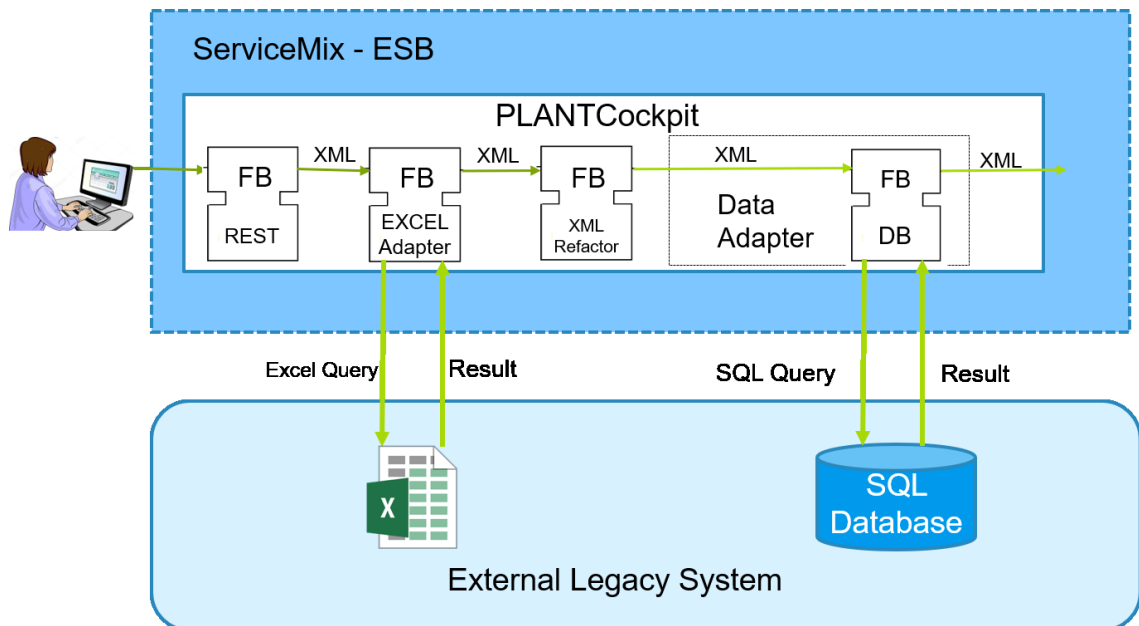 ServiceMix - ESB
PLANTCockpit
XML
XML
XML
XML
FB
REST
FB
EXCEL
Adapter
FB
XML
Refactor
Data
Adapter
FB
DB
Excel Query
Result
SQL Query
Result
X
SQL
Database
External Legacy System